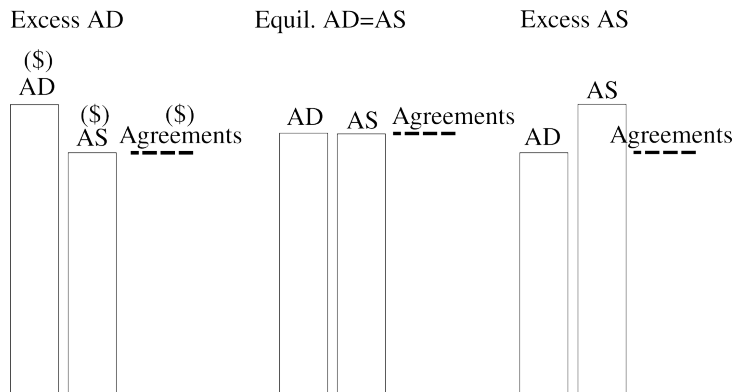 Excess AD
($)
AD
($)
AS
($)
Agreements
Equil. AD=AS
AD
AS
Agreements
Excess AS
AD
AS
Agreements